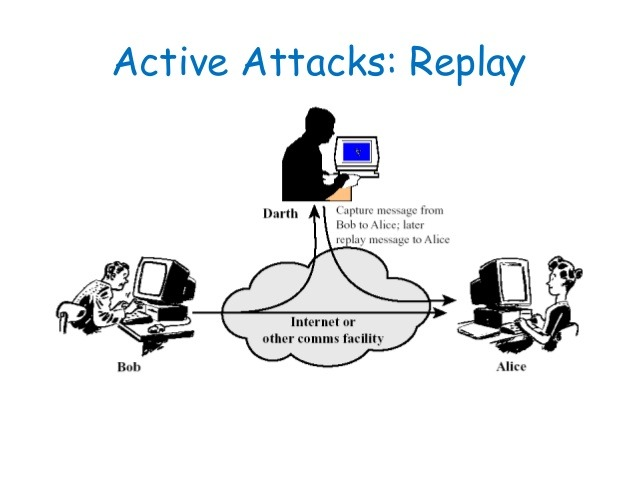 Active Attacks: Replay
Darth
Capture message from
Bob to Alice; later
replay message to Alice
Internet or
other comms facility
Bob
Alice